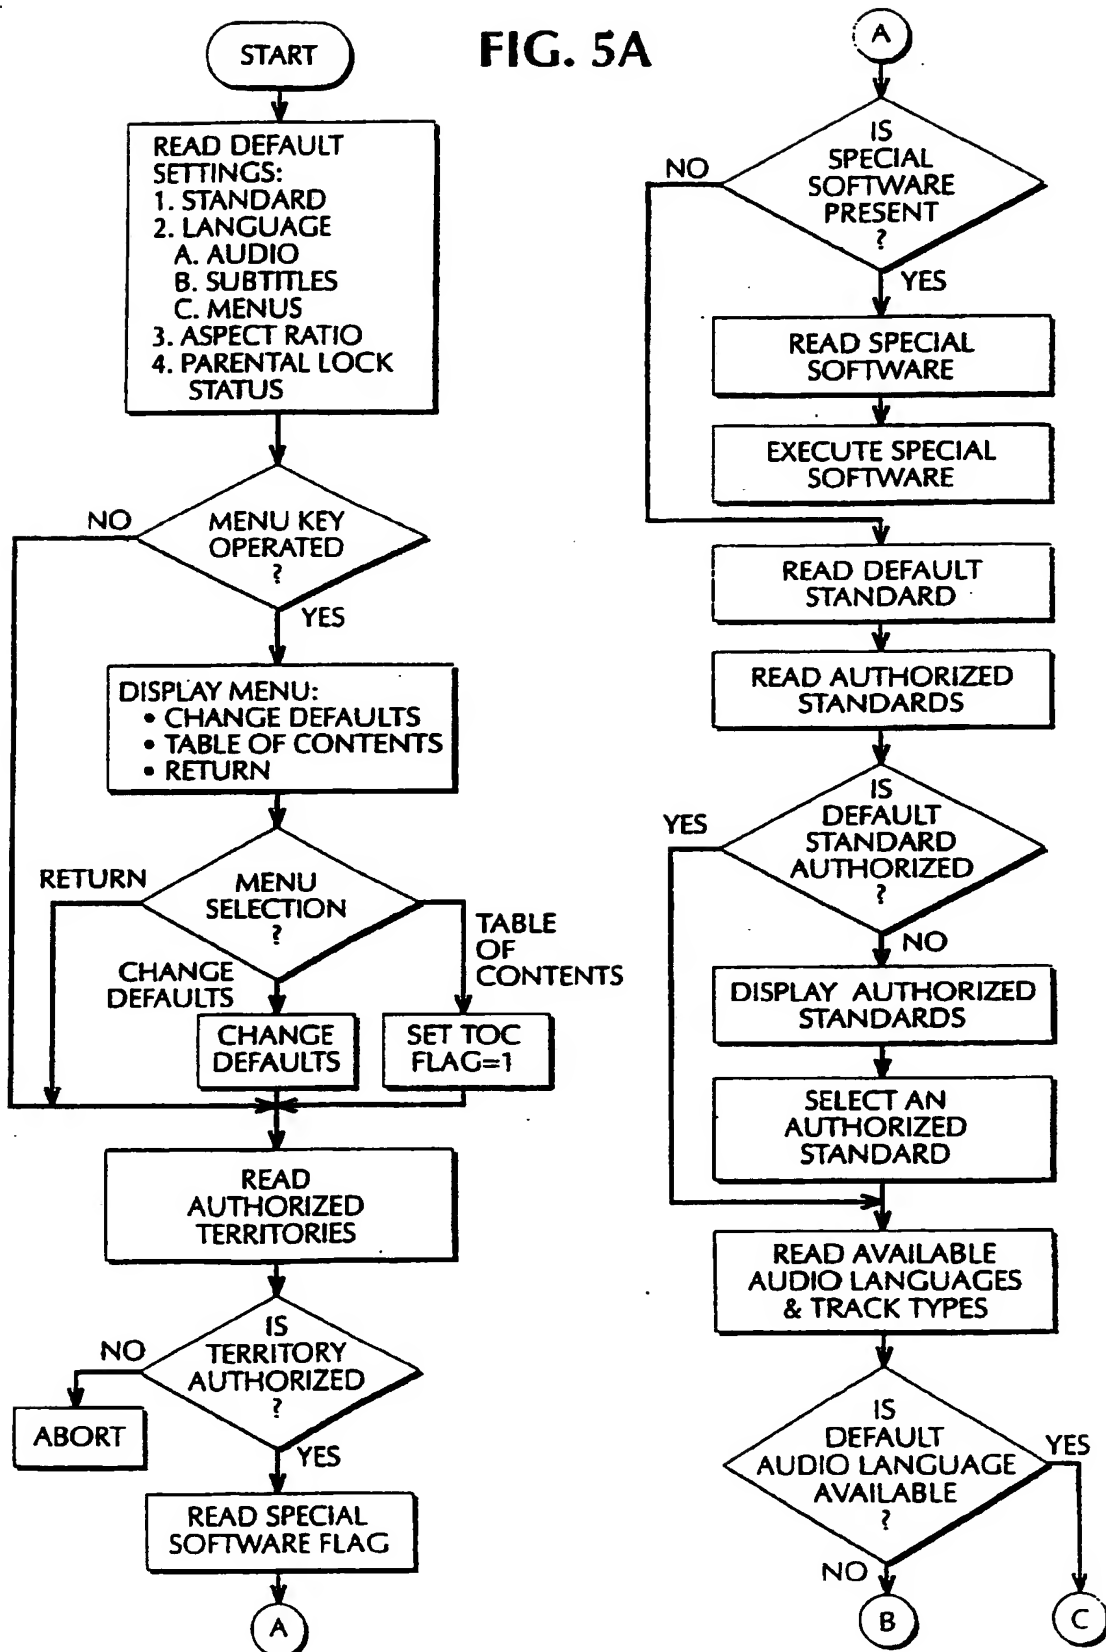 FIG. 5A
START
READ DEFAULT
SETTINGS:
1. STANDARD
2. LANGUAGE
A. AUDIO
B. SUBTITLES
C. MENUS
3. ASPECT RATIO
4. PARENTAL LOCK
STATUS
NO
MENU KEY
OPERATED
?
YES
DISPLAY MENU:
• CHANGE DEFAULTS
• TABLE OF CONTENTS
• RETURN
RETURN
MENU
SELECTION
?
TABLE
OF
CONTENTS
CHANGE
DEFAULTS
CHANGE
DEFAULTS
SET TOC
FLAG=1
READ
AUTHORIZED
TERRITORIES
NO
IS
TERRITORY
AUTHORIZED
?
ABORT
YES
READ SPECIAL
SOFTWARE FLAG
A
A
IS
SPECIAL
SOFTWARE
PRESENT
?
NO
YES
READ SPECIAL
SOFTWARE
EXECUTE SPECIAL
SOFTWARE
READ DEFAULT
STANDARD
READ AUTHORIZED
STANDARDS
YES
IS
DEFAULT
STANDARD
AUTHORIZED
?
NO
DISPLAY AUTHORIZED
STANDARDS
SELECT AN
AUTHORIZED
STANDARD
READ AVAILABLE
AUDIO LANGUAGES
& TRACK TYPES
IS
DEFAULT
AUDIO LANGUAGE
AVAILABLE
?
YES
NO
B
C